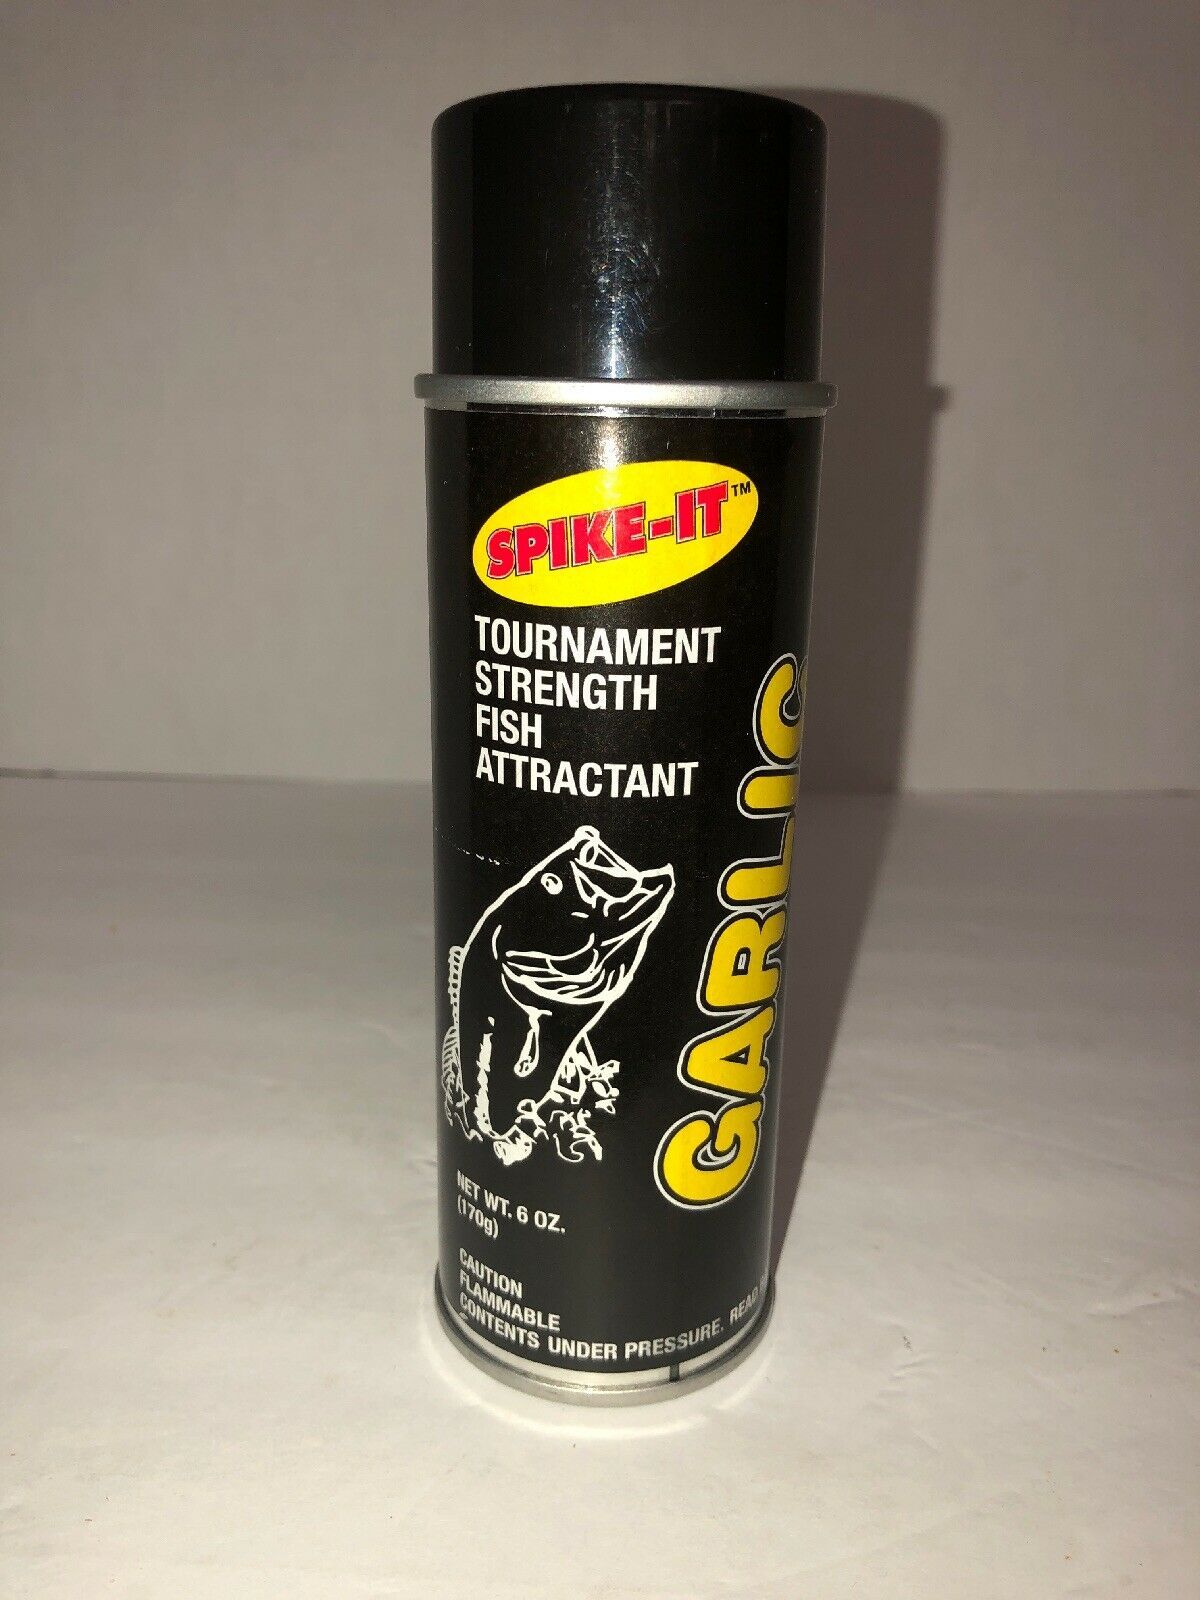 SPIKE-IT™
TOURNAMENT
STRENGTH
FISH
ATTRACTANT
GARLIC
NET WT. 6 OZ.
(170g)
CAUTION
FLAMMABLE
CONTENTS UNDER PRESSURE. READ